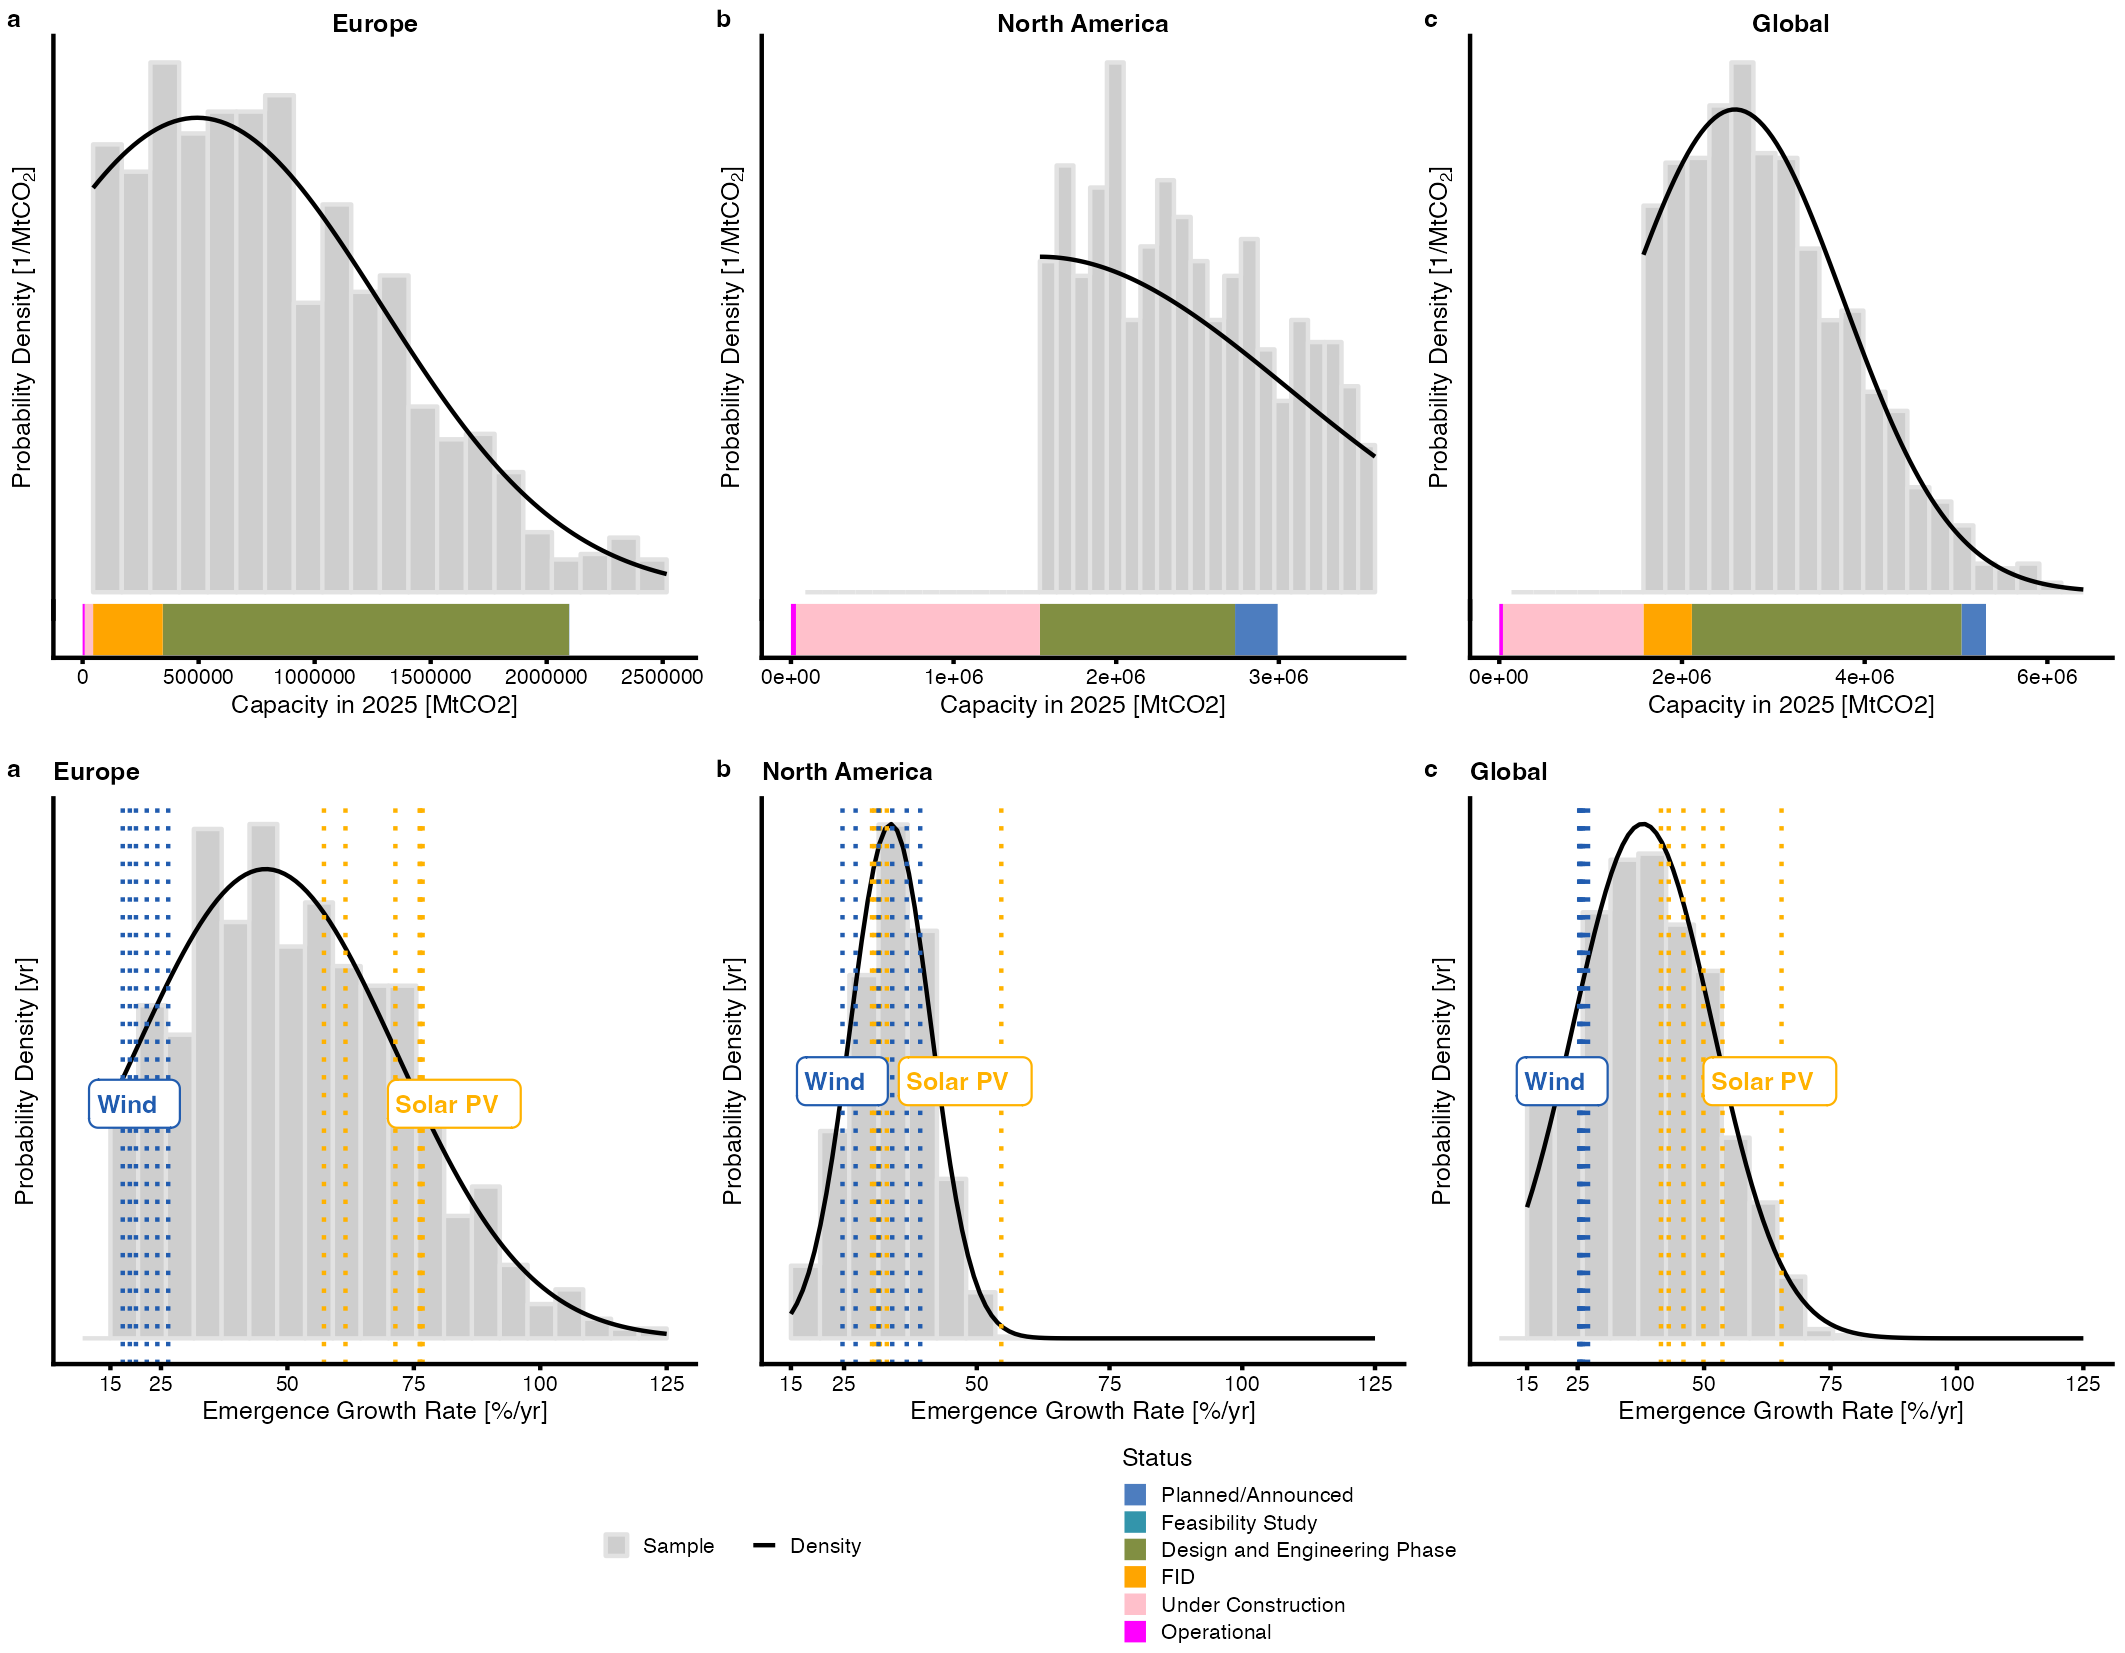 a
Europe
Probability Density [1/MtCO2]
0 500000 1000000 1500000 2000000 2500000
Capacity in 2025 [MtCO2]
b
North America
Probability Density [1/MtCO2]
0e+00 1e+06 2e+06 3e+06
Capacity in 2025 [MtCO2]
c
Global
Probability Density [1/MtCO2]
0e+00 2e+06 4e+06 6e+06
Capacity in 2025 [MtCO2]
a
Europe
Probability Density [yr]
Wind
Solar PV
15 25 50 75 100 125
Emergence Growth Rate [%/yr]
b
North America
Probability Density [yr]
Wind
Solar PV
15 25 50 75 100 125
Emergence Growth Rate [%/yr]
c
Global
Probability Density [yr]
Wind
Solar PV
15 25 50 75 100 125
Emergence Growth Rate [%/yr]
Sample
Density
Status
Planned/Announced
Feasibility Study
Design and Engineering Phase
FID
Under Construction
Operational